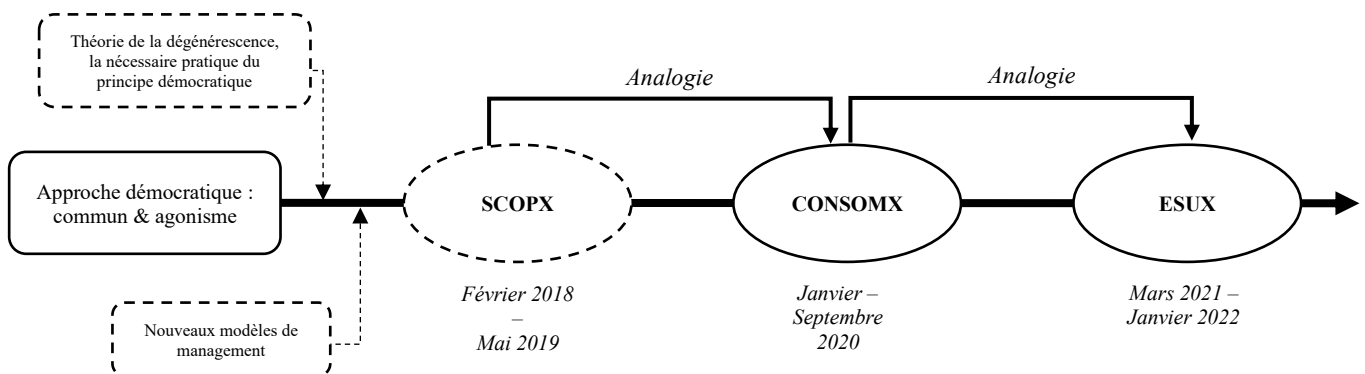 Théorie de la dégénérescence,
la nécessaire pratique du
principe démocratique
Analogie
Analogie
Approche démocratique :
commun & agonisme
SCOPX
CONSOMX
ESUX
Février 2018
–
Mai 2019
Janvier –
Septembre
2020
Mars 2021 –
Janvier 2022
Nouveaux modèles de
management